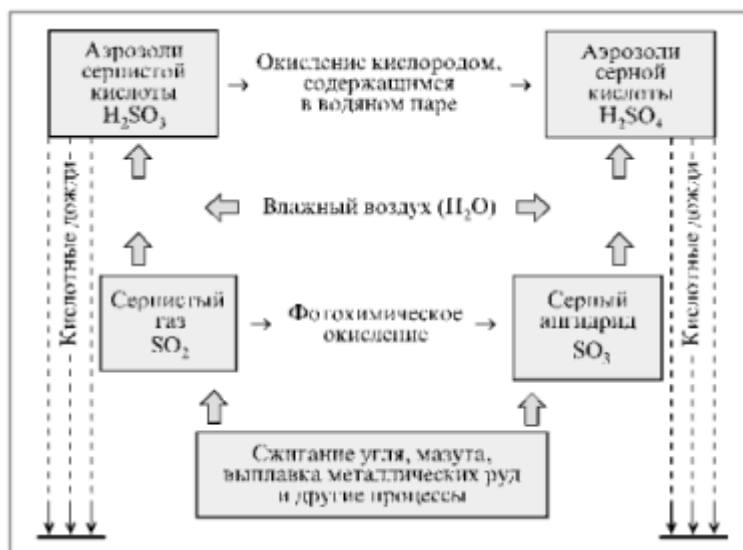 Аэрозоли
сернистой
кислоты
H₂SO₃
Окисление кислородом,
содержащимся
в водяном паре
Аэрозоли
серной
кислоты
H₂SO₄
Кислотные дожди
Влажный воздух (H₂O)
Кислотные дожди
Сернистый
газ
SO₂
Фотохимическое
окисление
Серный
ангидрид
SO₃
Сжигание угля, мазута,
выплавка металлических руд
и другие процессы